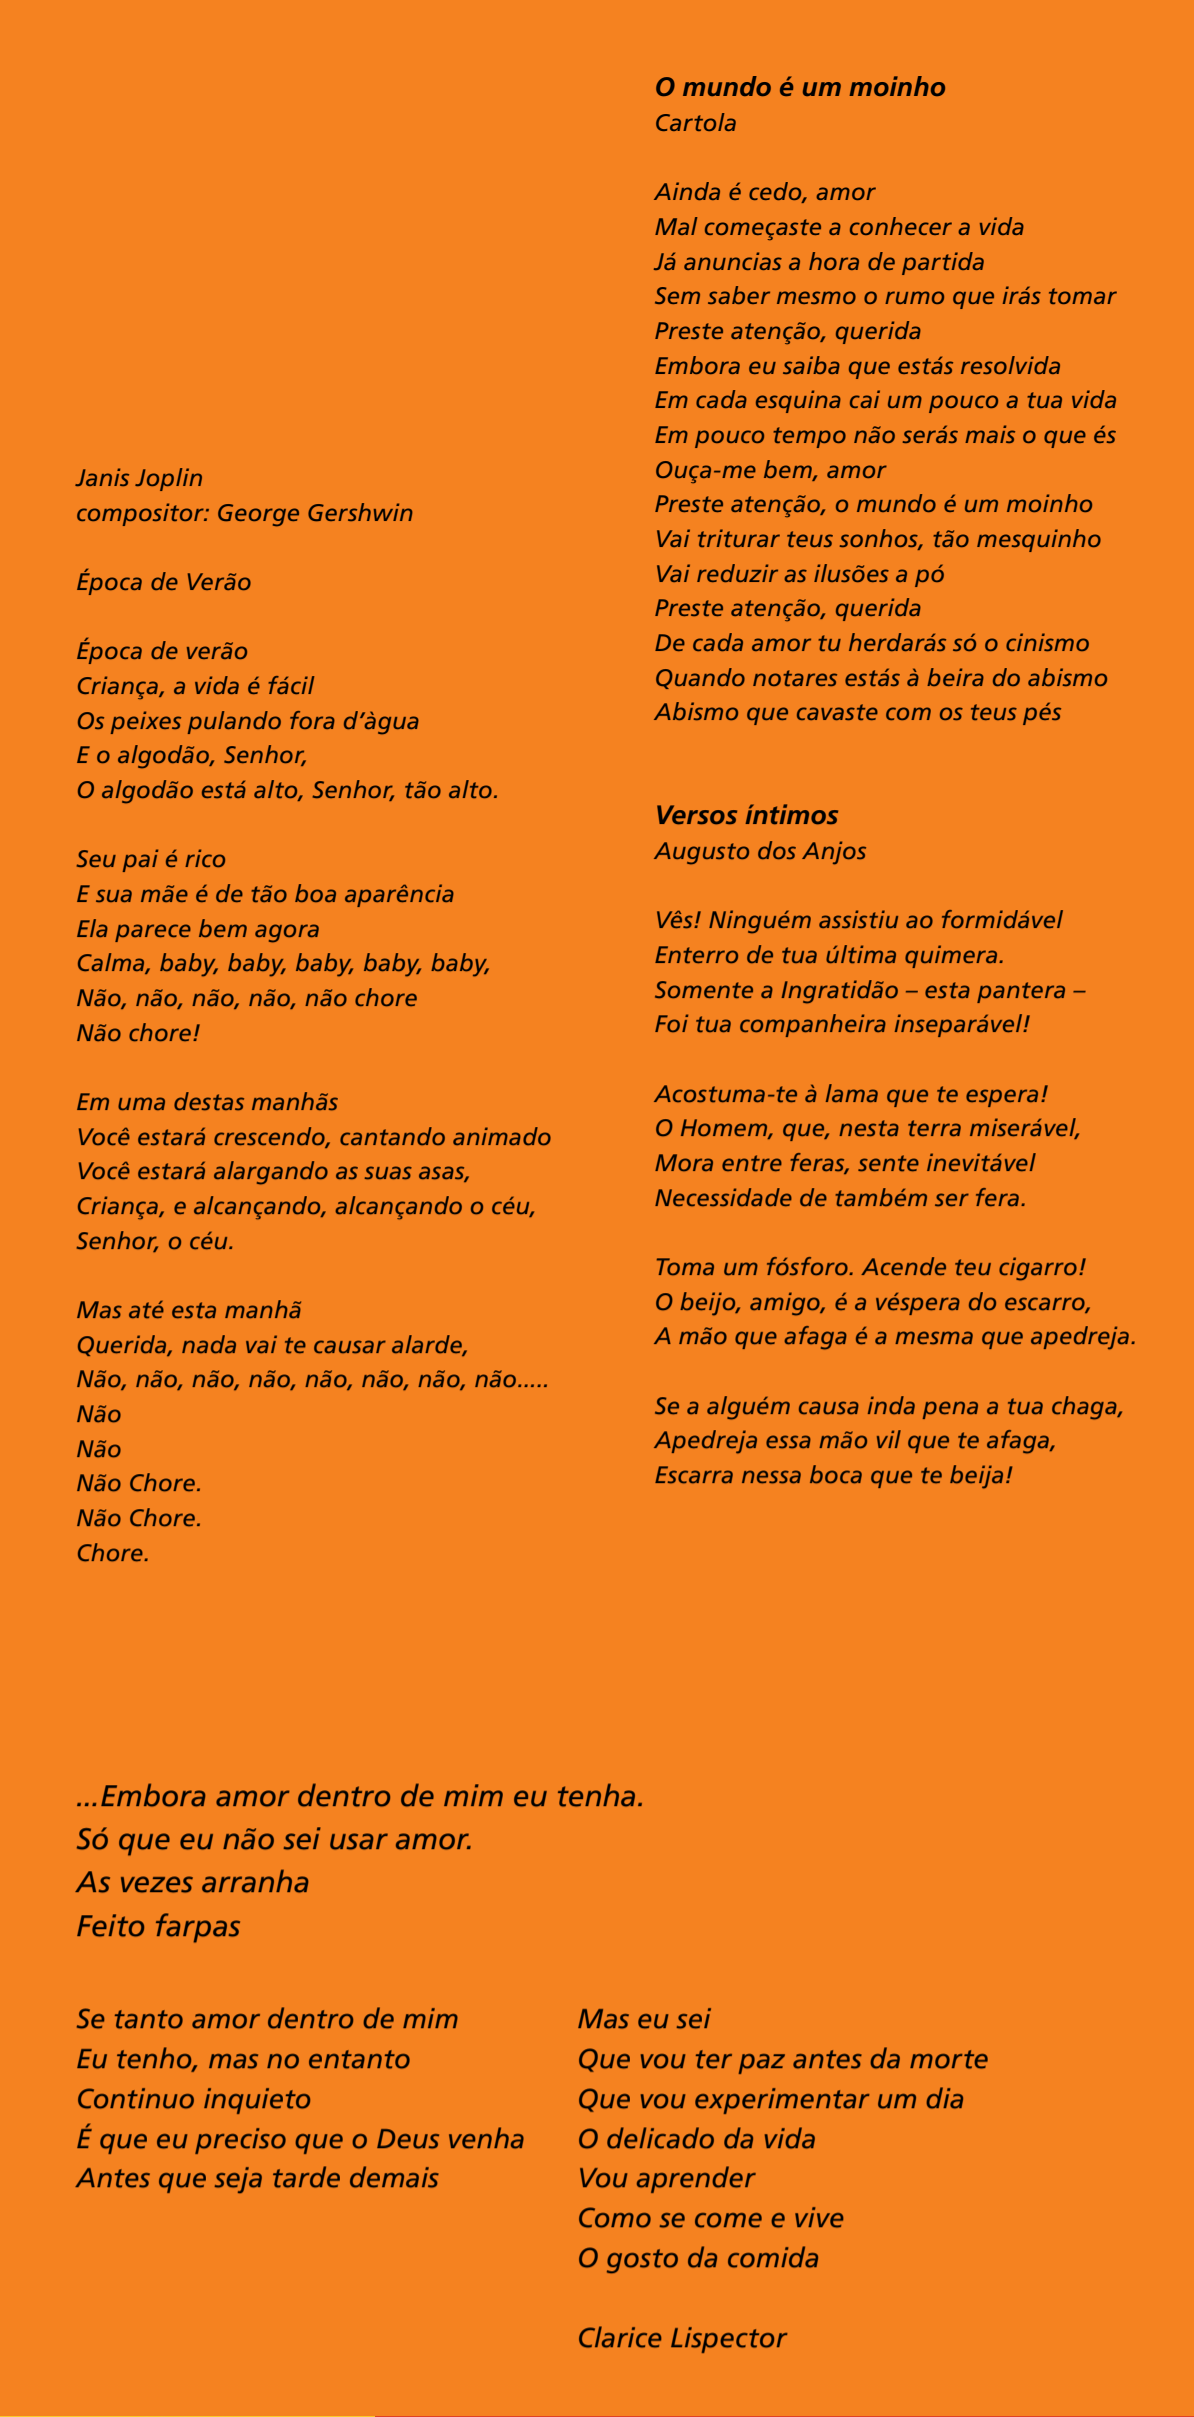 Janis Joplin
compositor: George Gershwin
Época de Verão
Época de verão
Criança, a vida é fácil
Os peixes pulando fora d’àgua
E o algodão, Senhor,
O algodão está alto, Senhor, tão alto.
Seu pai é rico
E sua mãe é de tão boa aparência
Ela parece bem agora
Calma, baby, baby, baby, baby, baby,
Não, não, não, não, não chore
Não chore!
Em uma destas manhãs
Você estará crescendo, cantando animado
Você estará alargando as suas asas,
Criança, e alcançando, alcançando o céu,
Senhor, o céu.
Mas até esta manhã
Querida, nada vai te causar alarde,
Não, não, não, não, não, não, não, não.....
Não
Não
Não Chore.
Não Chore.
Chore.
O mundo é um moinho
Cartola
Ainda é cedo, amor
Mal começaste a conhecer a vida
Já anuncias a hora de partida
Sem saber mesmo o rumo que irás tomar
Preste atenção, querida
Embora eu saiba que estás resolvida
Em cada esquina cai um pouco a tua vida
Em pouco tempo não serás mais o que és
Ouça-me bem, amor
Preste atenção, o mundo é um moinho
Vai triturar teus sonhos, tão mesquinho
Vai reduzir as ilusões a pó
Preste atenção, querida
De cada amor tu herdarás só o cinismo
Quando notares estás à beira do abismo
Abismo que cavaste com os teus pés
Versos íntimos
Augusto dos Anjos
Vês! Ninguém assistiu ao formidável
Enterro de tua última quimera.
Somente a Ingratidão – esta pantera –
Foi tua companheira inseparável!
Acostuma-te à lama que te espera!
O Homem, que, nesta terra miserável,
Mora entre feras, sente inevitável
Necessidade de também ser fera.
Toma um fósforo. Acende teu cigarro!
O beijo, amigo, é a véspera do escarro,
A mão que afaga é a mesma que apedreja.
Se a alguém causa inda pena a tua chaga,
Apedreja essa mão vil que te afaga,
Escarra nessa boca que te beija!
...Embora amor dentro de mim eu tenha.
Só que eu não sei usar amor.
As vezes arranha
Feito farpas
Se tanto amor dentro de mim
Eu tenho, mas no entanto
Continuo inquieto
É que eu preciso que o Deus venha
Antes que seja tarde demais
Mas eu sei
Que vou ter paz antes da morte
Que vou experimentar um dia
O delicado da vida
Vou aprender
Como se come e vive
O gosto da comida
Clarice Lispector